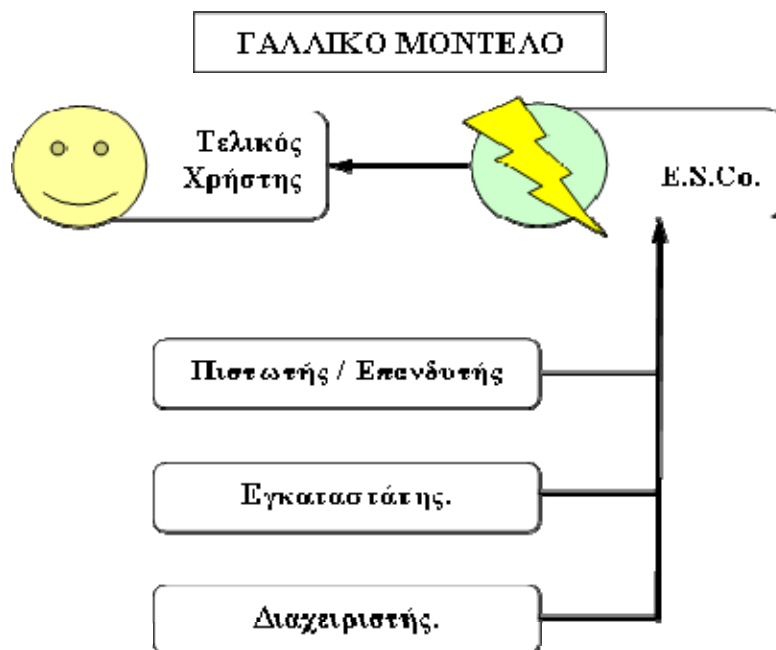 ΓΑΛΛΙΚΟ ΜΟΝΤΕΛΟ
Τελικός
Χρήστης
E.S.Co.
Πιστωτής / Επενδυτής
Εγκαταστάτης.
Διαχειριστής.